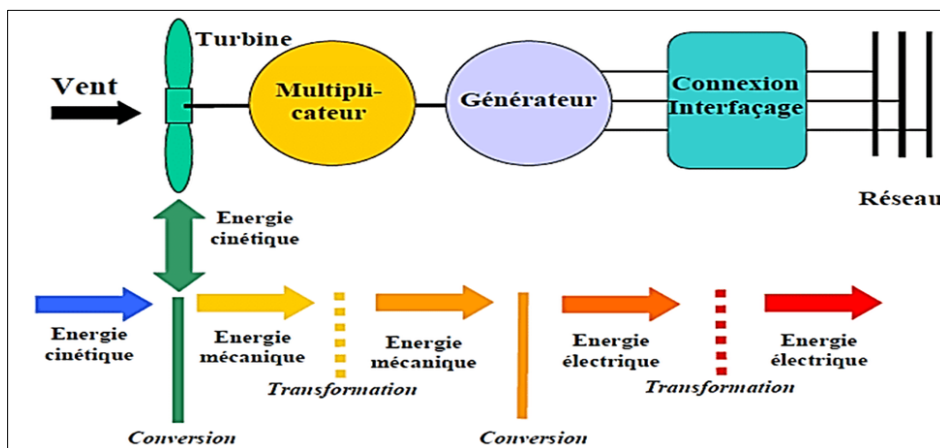 Turbine
Vent
Multipli-
cateur
Générateur
Connexion
Interfaçage
Réseau
Energie
cinétique
Energie
cinétique
Energie
mécanique
Energie
mécanique
Energie
électrique
Energie
électrique
Transformation
Transformation
Conversion
Conversion